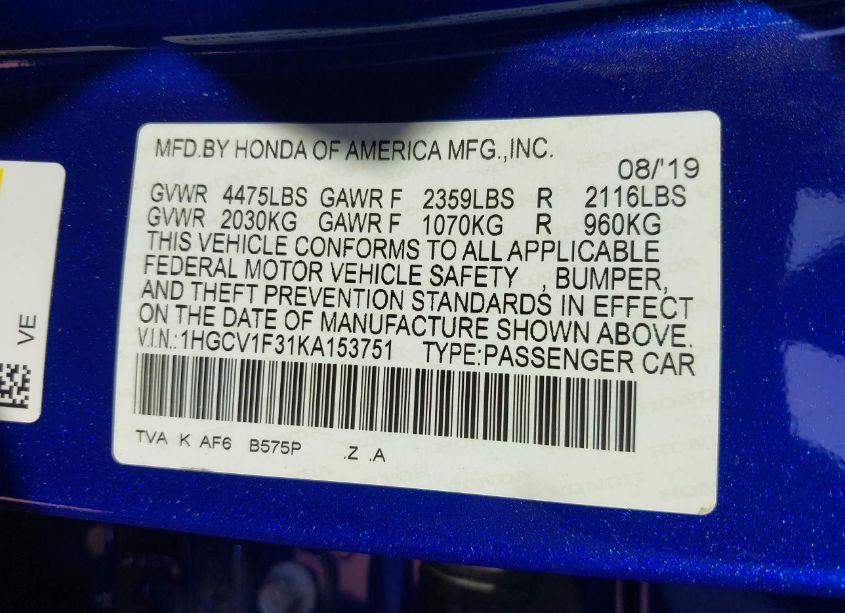 MFD.BY HONDA OF AMERICA MFG.,INC.
08/'19
GVWR 4475LBS GAWR F 2359LBS R 2116LBS
GVWR 2030KG GAWR F 1070KG R 960KG
THIS VEHICLE CONFORMS TO ALL APPLICABLE
FEDERAL MOTOR VEHICLE SAFETY , BUMPER,
AND THEFT PREVENTION STANDARDS IN EFFECT
ON THE DATE OF MANUFACTURE SHOWN ABOVE.
V.I.N.:1HGCV1F31KA153751 TYPE:PASSENGER CAR
TVA K AF6 B575P .Z .A
VE